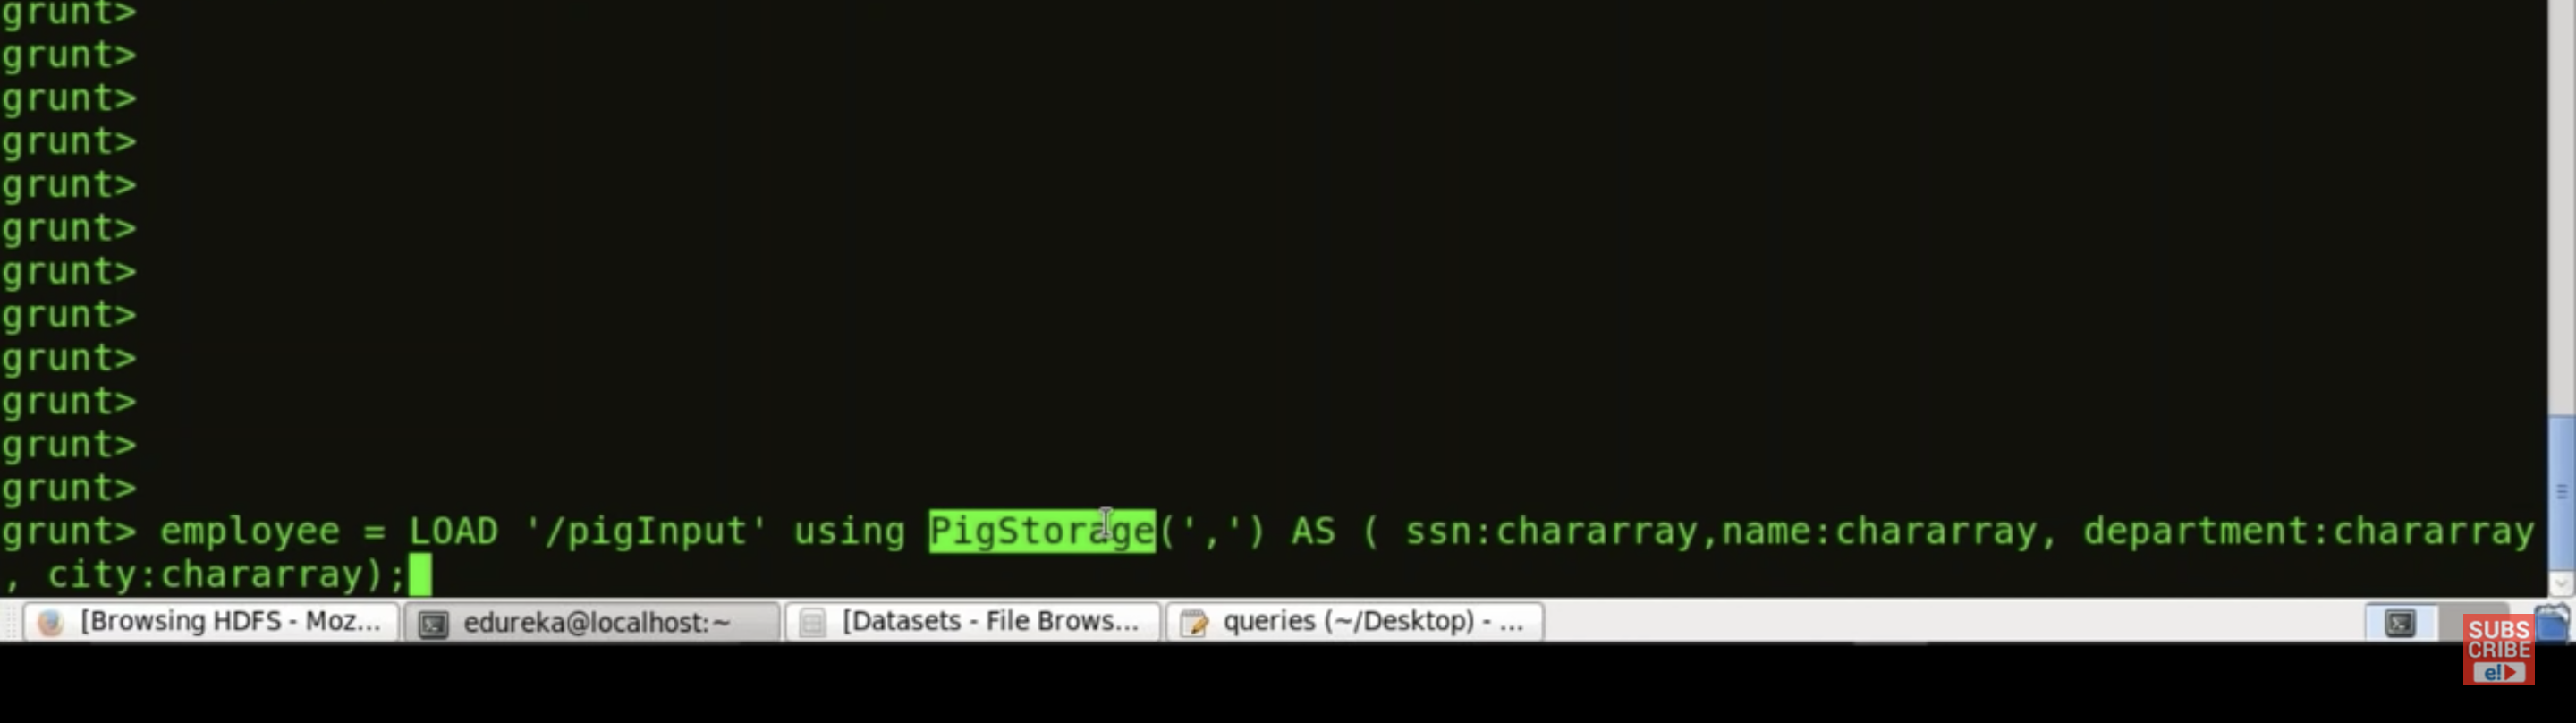 grunt>
grunt>
grunt>
grunt>
grunt>
grunt>
grunt>
grunt>
grunt>
grunt>
grunt>
grunt>
grunt> employee = LOAD '/pigInput' using PigStorage(',') AS ( ssn:chararray,name:chararray, department:chararray
, city:chararray);
[Browsing HDFS - Moz... edureka@localhost:~ [Datasets - File Brows... queries (~/Desktop) - ...
SUBS
CRIBE
e!